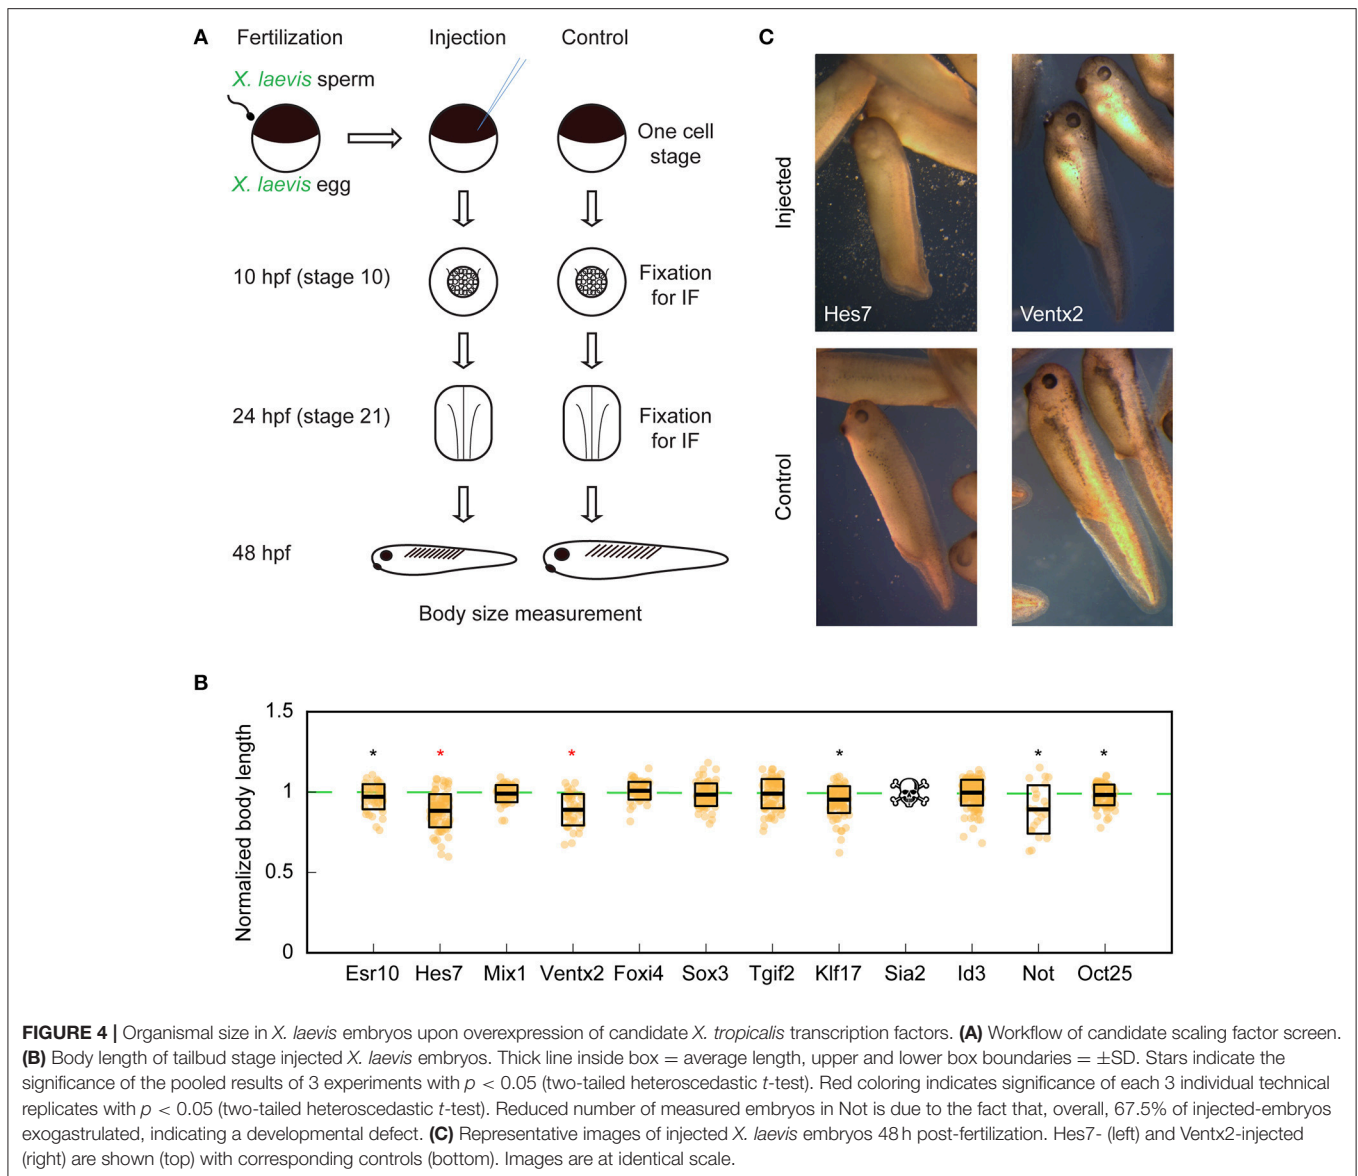 A Fertilization Injection Control
X. laevis sperm
One cell
stage
X. laevis egg
10 hpf (stage 10)
Fixation
for IF
24 hpf (stage 21)
Fixation
for IF
48 hpf
Body size measurement
C
Injected
Hes7
Ventx2
Control
B
Normalized body length
1.5
1
0.5
0
* * * * * *
Esr10 Hes7 Mix1 Ventx2 Foxi4 Sox3 Tgif2 Klf17 Sia2 Id3 Not Oct25
FIGURE 4 | Organismal size in X. laevis embryos upon overexpression of candidate X. tropicalis transcription factors. (A) Workflow of candidate scaling factor screen.
(B) Body length of tailbud stage injected X. laevis embryos. Thick line inside box = average length, upper and lower box boundaries = ±SD. Stars indicate the
significance of the pooled results of 3 experiments with p < 0.05 (two-tailed heteroscedastic t-test). Red coloring indicates significance of each 3 individual technical
replicates with p < 0.05 (two-tailed heteroscedastic t-test). Reduced number of measured embryos in Not is due to the fact that, overall, 67.5% of injected-embryos
exogastrulated, indicating a developmental defect. (C) Representative images of injected X. laevis embryos 48 h post-fertilization. Hes7- (left) and Ventx2-injected
(right) are shown (top) with corresponding controls (bottom). Images are at identical scale.